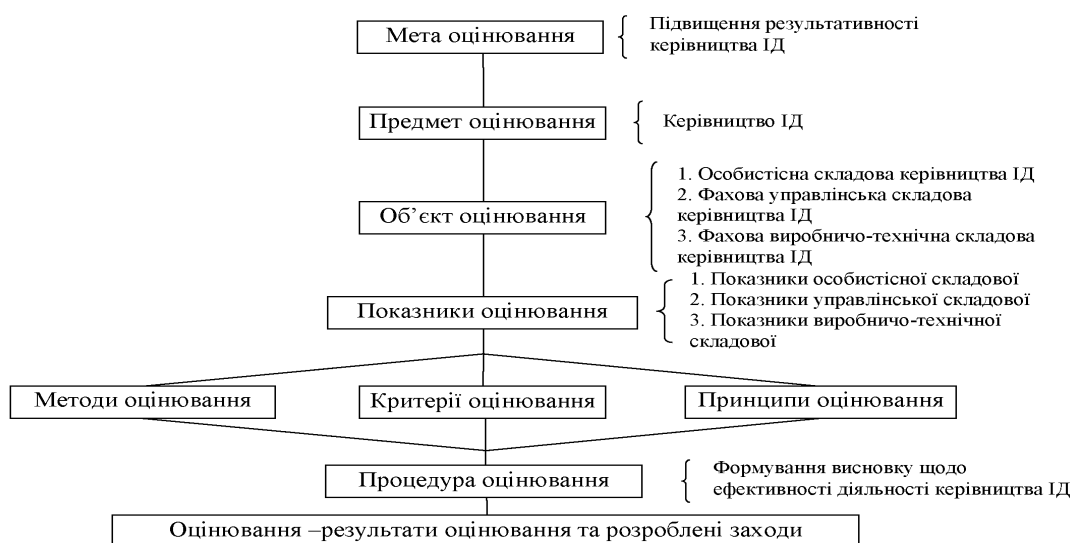 Мета оцінювання
Підвищення результативності
керівництва ІД
Предмет оцінювання
Керівництво ІД
Об’єкт оцінювання
1. Особистісна складова керівництва ІД
2. Фахова управлінська складова
керівництва ІД
3. Фахова виробничо-технічна складова
керівництва ІД
Показники оцінювання
1. Показники особистісної складової
2. Показники управлінської складової
3. Показники виробничо-технічної
складової
Методи оцінювання
Критерії оцінювання
Принципи оцінювання
Процедура оцінювання
Формування висновку щодо
ефективності діяльності керівництва ІД
Оцінювання –результати оцінювання та розроблені заходи